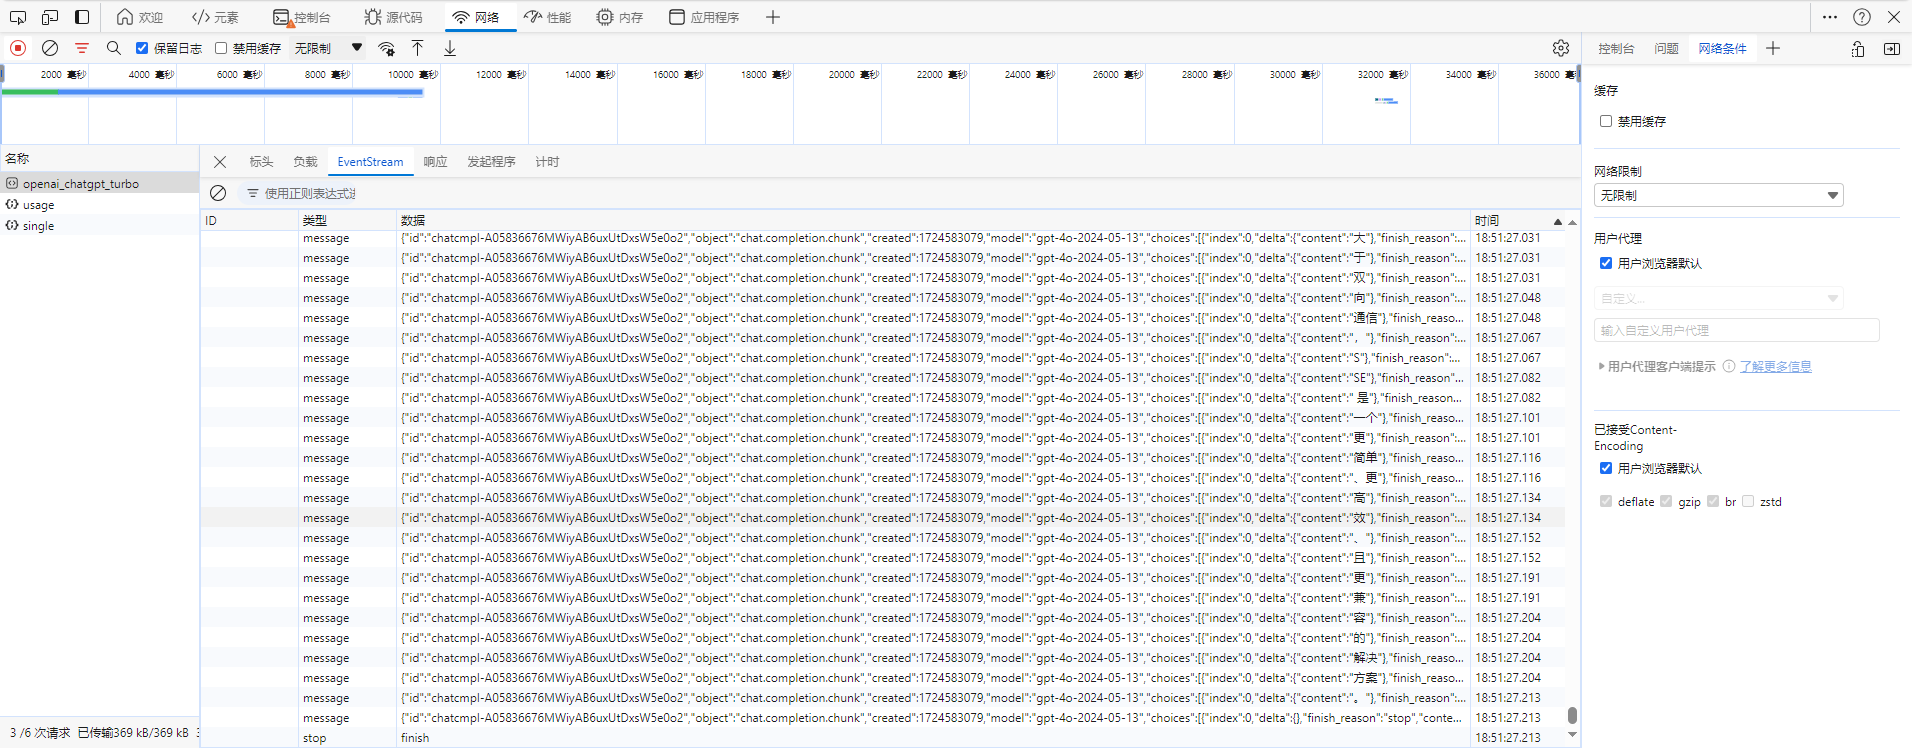 欢迎 元素 控制台 源代码 网络 性能 内存 应用程序
保留日志 禁用缓存 无限制
控制台 问题 网络条件
2000 毫秒 4000 毫秒 6000 毫秒 8000 毫秒 10000 毫秒 12000 毫秒 14000 毫秒 16000 毫秒 18000 毫秒 20000 毫秒 22000 毫秒 24000 毫秒 26000 毫秒 28000 毫秒 30000 毫秒 32000 毫秒 34000 毫秒 36000 毫
名称
openai_chatgpt_turbo
usage
single
3 /6 次请求 已传输369 kB/369 kB
标头 负载 EventStream 响应 发起程序 计时
使用正则表达式
ID 类型 数据 时间
message {"id":"chatcmpl-A05836676MWiyAB6uxUtDxsW5e0o2","object":"chat.completion.chunk","created":1724583079,"model":"gpt-4o-2024-05-13","choices":[{"index":0,"delta":{"content":"大"},"finish_reason":... 18:51:27.031
message {"id":"chatcmpl-A05836676MWiyAB6uxUtDxsW5e0o2","object":"chat.completion.chunk","created":1724583079,"model":"gpt-4o-2024-05-13","choices":[{"index":0,"delta":{"content":"于"},"finish_reason":... 18:51:27.031
message {"id":"chatcmpl-A05836676MWiyAB6uxUtDxsW5e0o2","object":"chat.completion.chunk","created":1724583079,"model":"gpt-4o-2024-05-13","choices":[{"index":0,"delta":{"content":"双"},"finish_reason":... 18:51:27.031
message {"id":"chatcmpl-A05836676MWiyAB6uxUtDxsW5e0o2","object":"chat.completion.chunk","created":1724583079,"model":"gpt-4o-2024-05-13","choices":[{"index":0,"delta":{"content":"向"},"finish_reason":... 18:51:27.048
message {"id":"chatcmpl-A05836676MWiyAB6uxUtDxsW5e0o2","object":"chat.completion.chunk","created":1724583079,"model":"gpt-4o-2024-05-13","choices":[{"index":0,"delta":{"content":"通信"},"finish_reaso... 18:51:27.048
message {"id":"chatcmpl-A05836676MWiyAB6uxUtDxsW5e0o2","object":"chat.completion.chunk","created":1724583079,"model":"gpt-4o-2024-05-13","choices":[{"index":0,"delta":{"content":"，"},"finish_reason":... 18:51:27.067
message {"id":"chatcmpl-A05836676MWiyAB6uxUtDxsW5e0o2","object":"chat.completion.chunk","created":1724583079,"model":"gpt-4o-2024-05-13","choices":[{"index":0,"delta":{"content":"S"},"finish_reason":... 18:51:27.067
message {"id":"chatcmpl-A05836676MWiyAB6uxUtDxsW5e0o2","object":"chat.completion.chunk","created":1724583079,"model":"gpt-4o-2024-05-13","choices":[{"index":0,"delta":{"content":"SE"},"finish_reason":... 18:51:27.082
message {"id":"chatcmpl-A05836676MWiyAB6uxUtDxsW5e0o2","object":"chat.completion.chunk","created":1724583079,"model":"gpt-4o-2024-05-13","choices":[{"index":0,"delta":{"content":" 是"},"finish_reason... 18:51:27.082
message {"id":"chatcmpl-A05836676MWiyAB6uxUtDxsW5e0o2","object":"chat.completion.chunk","created":1724583079,"model":"gpt-4o-2024-05-13","choices":[{"index":0,"delta":{"content":"一个"},"finish_reaso... 18:51:27.101
message {"id":"chatcmpl-A05836676MWiyAB6uxUtDxsW5e0o2","object":"chat.completion.chunk","created":1724583079,"model":"gpt-4o-2024-05-13","choices":[{"index":0,"delta":{"content":"更"},"finish_reason":... 18:51:27.101
message {"id":"chatcmpl-A05836676MWiyAB6uxUtDxsW5e0o2","object":"chat.completion.chunk","created":1724583079,"model":"gpt-4o-2024-05-13","choices":[{"index":0,"delta":{"content":"简单"},"finish_reaso... 18:51:27.116
message {"id":"chatcmpl-A05836676MWiyAB6uxUtDxsW5e0o2","object":"chat.completion.chunk","created":1724583079,"model":"gpt-4o-2024-05-13","choices":[{"index":0,"delta":{"content":"、更"},"finish_reaso... 18:51:27.116
message {"id":"chatcmpl-A05836676MWiyAB6uxUtDxsW5e0o2","object":"chat.completion.chunk","created":1724583079,"model":"gpt-4o-2024-05-13","choices":[{"index":0,"delta":{"content":"高"},"finish_reason":... 18:51:27.134
message {"id":"chatcmpl-A05836676MWiyAB6uxUtDxsW5e0o2","object":"chat.completion.chunk","created":1724583079,"model":"gpt-4o-2024-05-13","choices":[{"index":0,"delta":{"content":"效"},"finish_reason":... 18:51:27.134
message {"id":"chatcmpl-A05836676MWiyAB6uxUtDxsW5e0o2","object":"chat.completion.chunk","created":1724583079,"model":"gpt-4o-2024-05-13","choices":[{"index":0,"delta":{"content":"、"},"finish_reason":... 18:51:27.152
message {"id":"chatcmpl-A05836676MWiyAB6uxUtDxsW5e0o2","object":"chat.completion.chunk","created":1724583079,"model":"gpt-4o-2024-05-13","choices":[{"index":0,"delta":{"content":"且"},"finish_reason":... 18:51:27.152
message {"id":"chatcmpl-A05836676MWiyAB6uxUtDxsW5e0o2","object":"chat.completion.chunk","created":1724583079,"model":"gpt-4o-2024-05-13","choices":[{"index":0,"delta":{"content":"更"},"finish_reason":... 18:51:27.191
message {"id":"chatcmpl-A05836676MWiyAB6uxUtDxsW5e0o2","object":"chat.completion.chunk","created":1724583079,"model":"gpt-4o-2024-05-13","choices":[{"index":0,"delta":{"content":"兼"},"finish_reason":... 18:51:27.191
message {"id":"chatcmpl-A05836676MWiyAB6uxUtDxsW5e0o2","object":"chat.completion.chunk","created":1724583079,"model":"gpt-4o-2024-05-13","choices":[{"index":0,"delta":{"content":"容"},"finish_reason":... 18:51:27.204
message {"id":"chatcmpl-A05836676MWiyAB6uxUtDxsW5e0o2","object":"chat.completion.chunk","created":1724583079,"model":"gpt-4o-2024-05-13","choices":[{"index":0,"delta":{"content":"的"},"finish_reason":... 18:51:27.204
message {"id":"chatcmpl-A05836676MWiyAB6uxUtDxsW5e0o2","object":"chat.completion.chunk","created":1724583079,"model":"gpt-4o-2024-05-13","choices":[{"index":0,"delta":{"content":"解决"},"finish_reaso... 18:51:27.204
message {"id":"chatcmpl-A05836676MWiyAB6uxUtDxsW5e0o2","object":"chat.completion.chunk","created":1724583079,"model":"gpt-4o-2024-05-13","choices":[{"index":0,"delta":{"content":"方案"},"finish_reaso... 18:51:27.204
message {"id":"chatcmpl-A05836676MWiyAB6uxUtDxsW5e0o2","object":"chat.completion.chunk","created":1724583079,"model":"gpt-4o-2024-05-13","choices":[{"index":0,"delta":{"content":"。"},"finish_reason":... 18:51:27.213
message {"id":"chatcmpl-A05836676MWiyAB6uxUtDxsW5e0o2","object":"chat.completion.chunk","created":1724583079,"model":"gpt-4o-2024-05-13","choices":[{"index":0,"delta":{},"finish_reason":"stop","conte... 18:51:27.213
stop finish 18:51:27.213
缓存
禁用缓存
网络限制
无限制
用户代理
用户浏览器默认
自定义...
输入自定义用户代理
用户代理客户端提示 了解更多信息
已接受Content-
Encoding
用户浏览器默认
deflate gzip br zstd